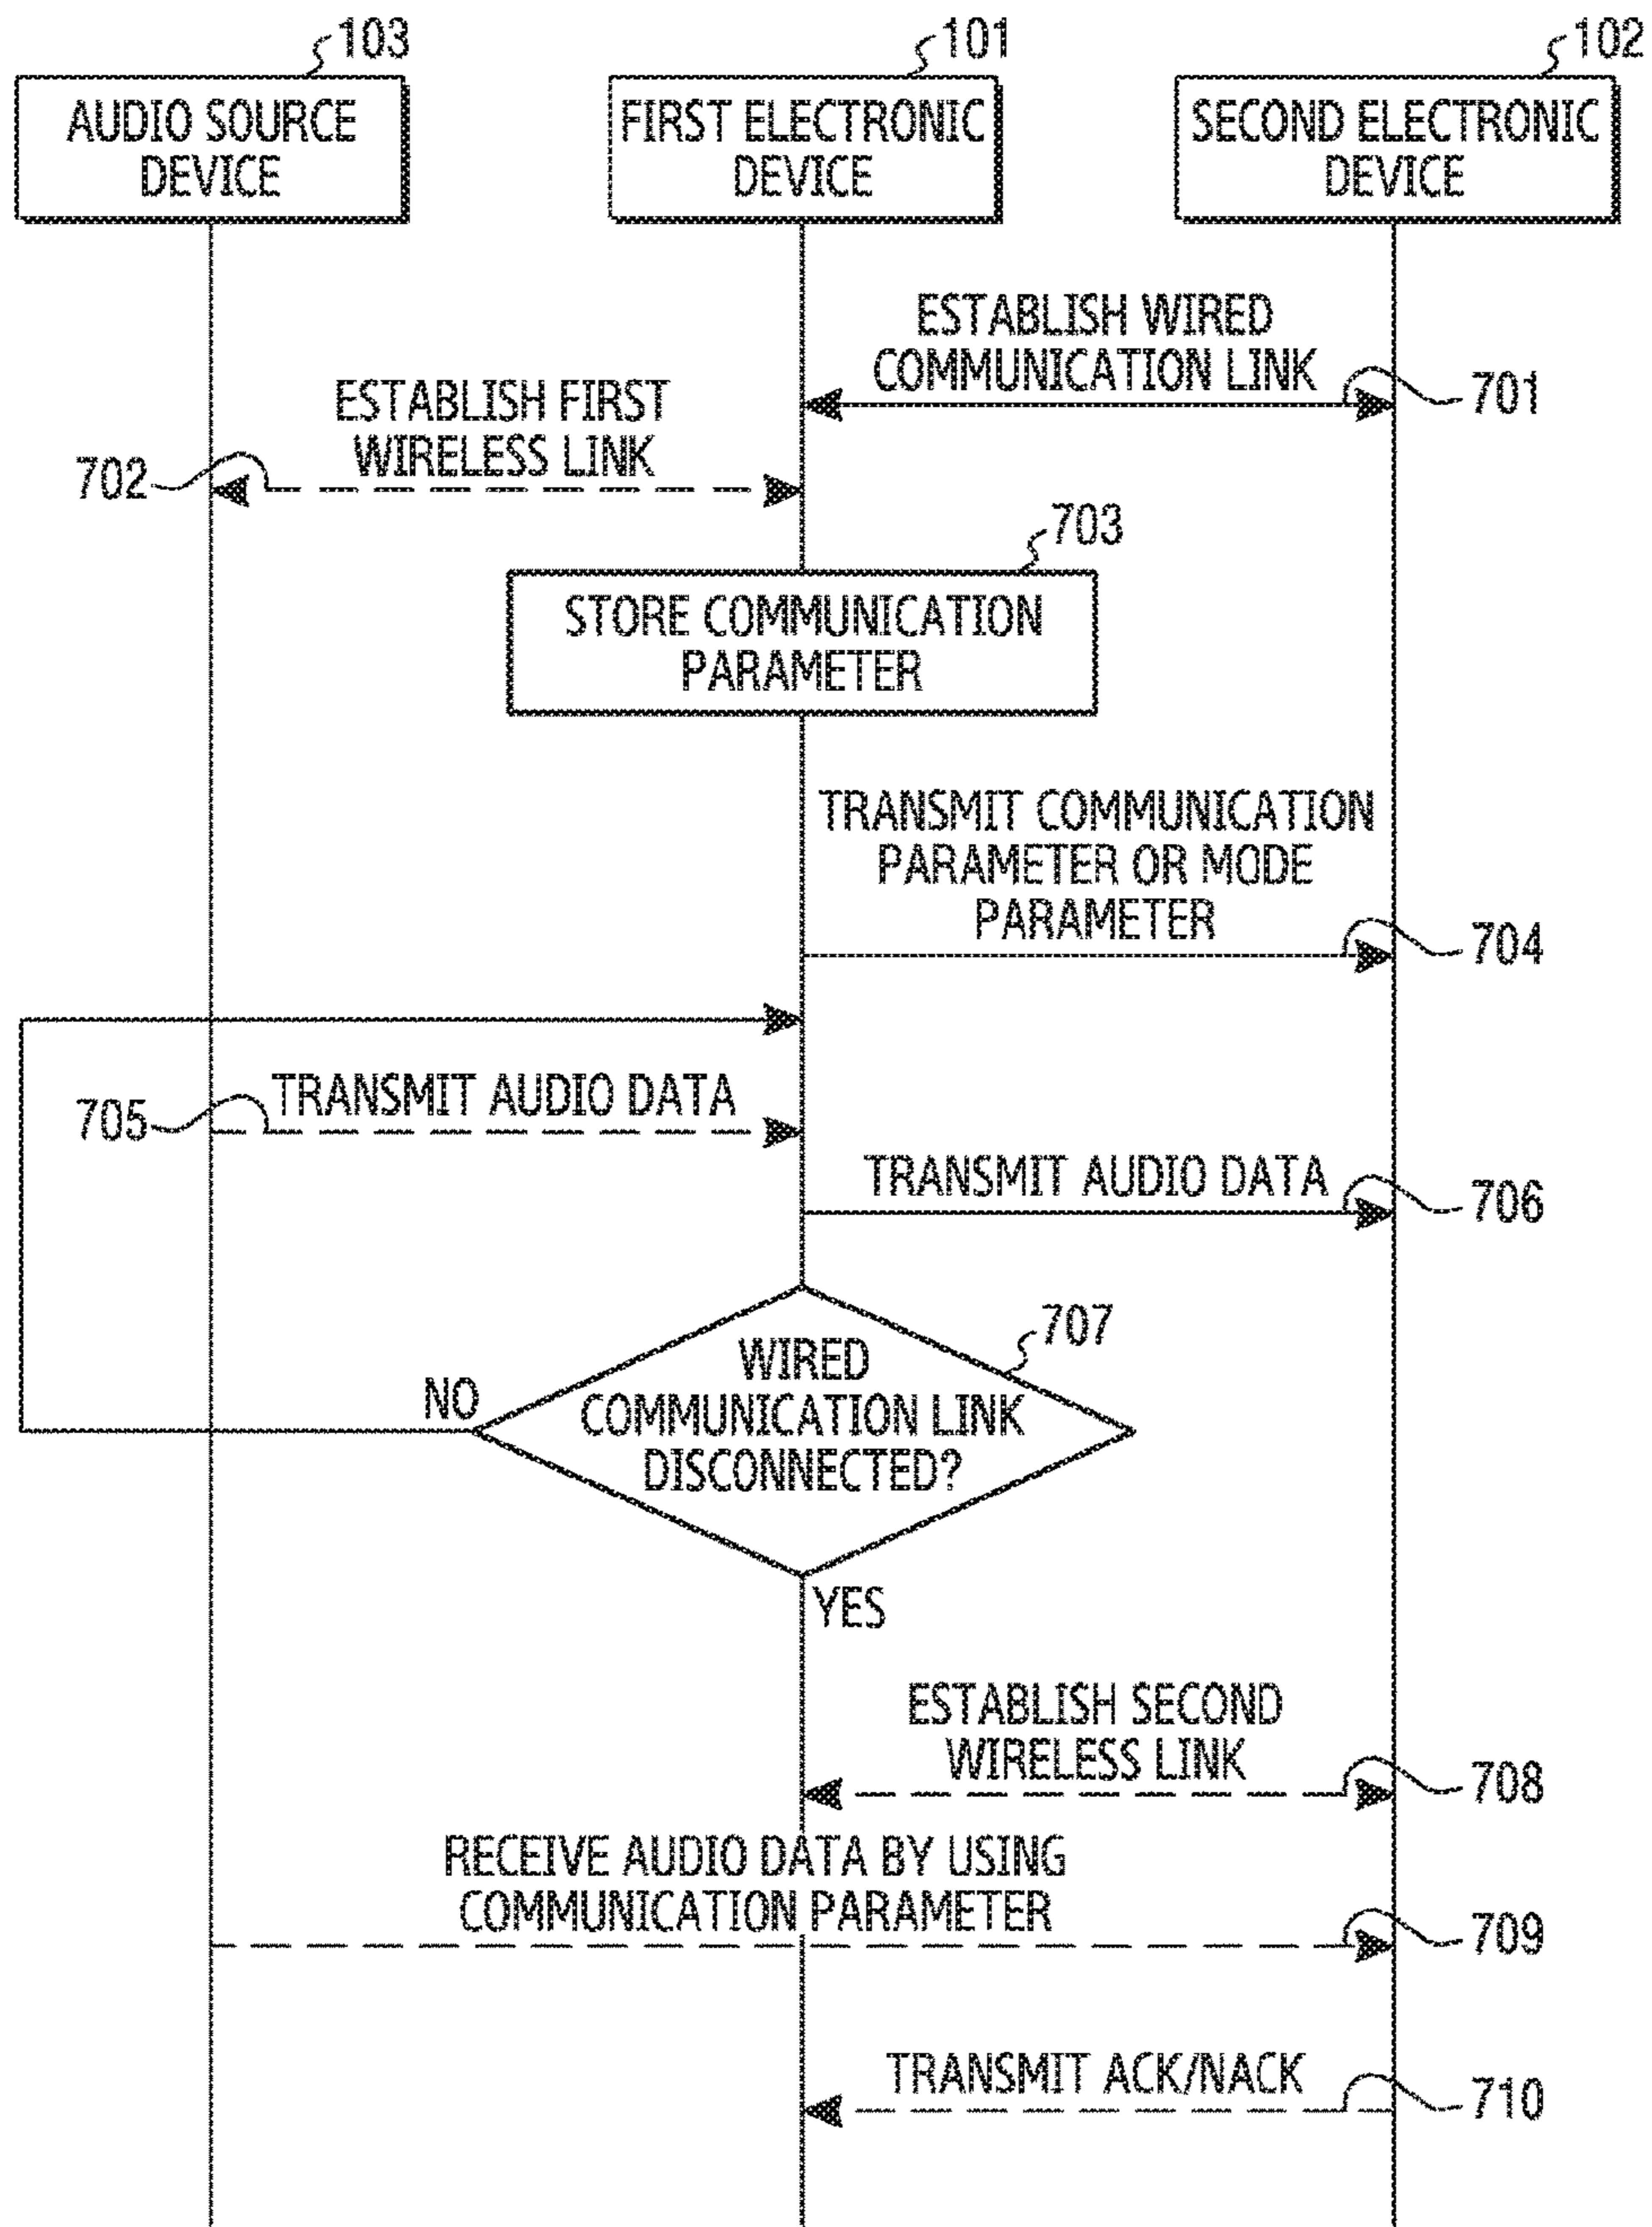 103
101
102
AUDIO SOURCE
DEVICE
FIRST ELECTRONIC
DEVICE
SECOND ELECTRONIC
DEVICE
ESTABLISH WIRED
COMMUNICATION LINK
701
ESTABLISH FIRST
WIRELESS LINK
702
703
STORE COMMUNICATION
PARAMETER
TRANSMIT COMMUNICATION
PARAMETER OR MODE
PARAMETER
704
TRANSMIT AUDIO DATA
705
TRANSMIT AUDIO DATA
706
707
WIRED
COMMUNICATION LINK
DISCONNECTED?
NO
YES
ESTABLISH SECOND
WIRELESS LINK
708
RECEIVE AUDIO DATA BY USING
COMMUNICATION PARAMETER
709
TRANSMIT ACK/NACK
710